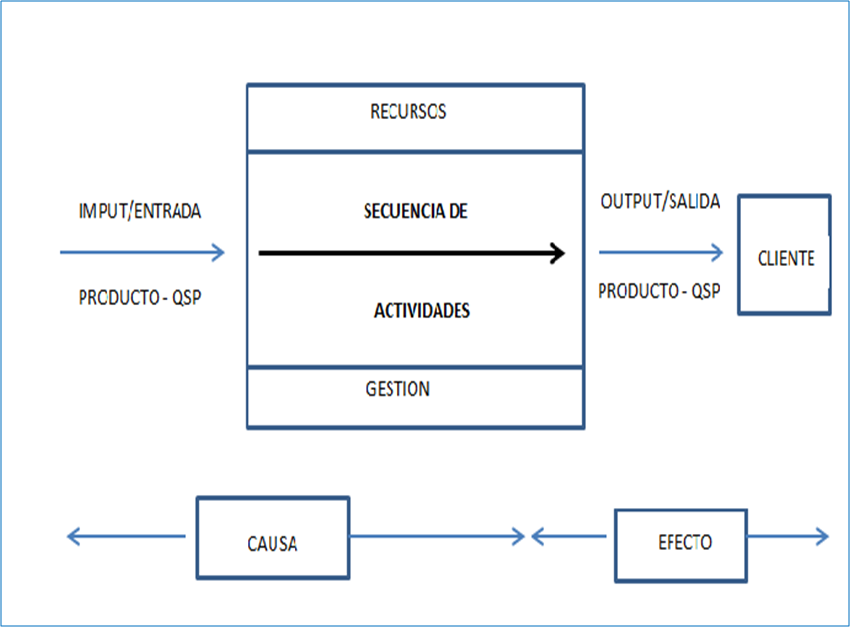 RECURSOS
IMPUT/ENTRADA
SECUENCIA DE
OUTPUT/SALIDA
CLIENTE
PRODUCTO - QSP
ACTIVIDADES
PRODUCTO - QSP
GESTION
CAUSA
EFECTO